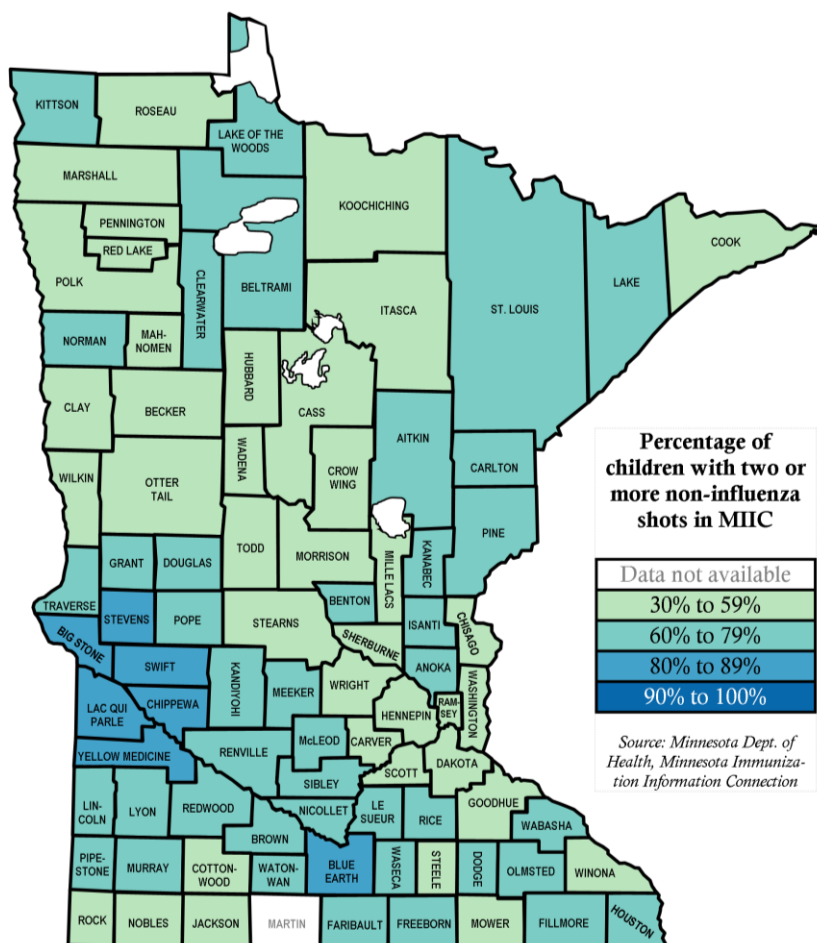 KITTSON
ROSEAU
LAKE OF THE
WOODS
MARSHALL
KOOCHICHING
PENNINGTON
RED LAKE
POLK
CLEARWATER
BELTRAMI
COOK
LAKE
ST. LOUIS
ITASCA
NORMAN
MAH-
NOMEN
HUBBARD
CASS
CLAY
BECKER
AITKIN
WADENA
CROW
WING
CARLTON
WILKIN
OTTER
TAIL
PINE
TODD
MORRISON
MILLE LACS
KANABEC
GRANT
DOUGLAS
TRAVERSE
STEVENS
POPE
STEARNS
BENTON
ISANTI
CHISAGO
BIG STONE
SWIFT
KANDIYOHI
MEEKER
SHERBURNE
ANOKA
WASHINGTON
WRIGHT
HENNEPIN
RAM-
SEY
LAC QUI
PARLE
CHIPPEWA
McLEOD
CARVER
YELLOW MEDICINE
RENVILLE
SIBLEY
SCOTT
DAKOTA
LIN-
COLN
LYON
REDWOOD
NICOLLET
LE
SUEUR
RICE
GOODHUE
WABASHA
BROWN
PIPE-
STONE
MURRAY
COTTON-
WOOD
WATON-
WAN
BLUE
EARTH
WASECA
STEELE
DODGE
OLMSTED
WINONA
ROCK
NOBLES
JACKSON
MARTIN
FARIBAULT
FREEBORN
MOWER
FILLMORE
HOUSTON
Percentage of
children with two or
more non-influenza
shots in MIIC
Data not available
30% to 59%
60% to 79%
80% to 89%
90% to 100%
Source: Minnesota Dept. of
Health, Minnesota Immuniza-
tion Information Connection